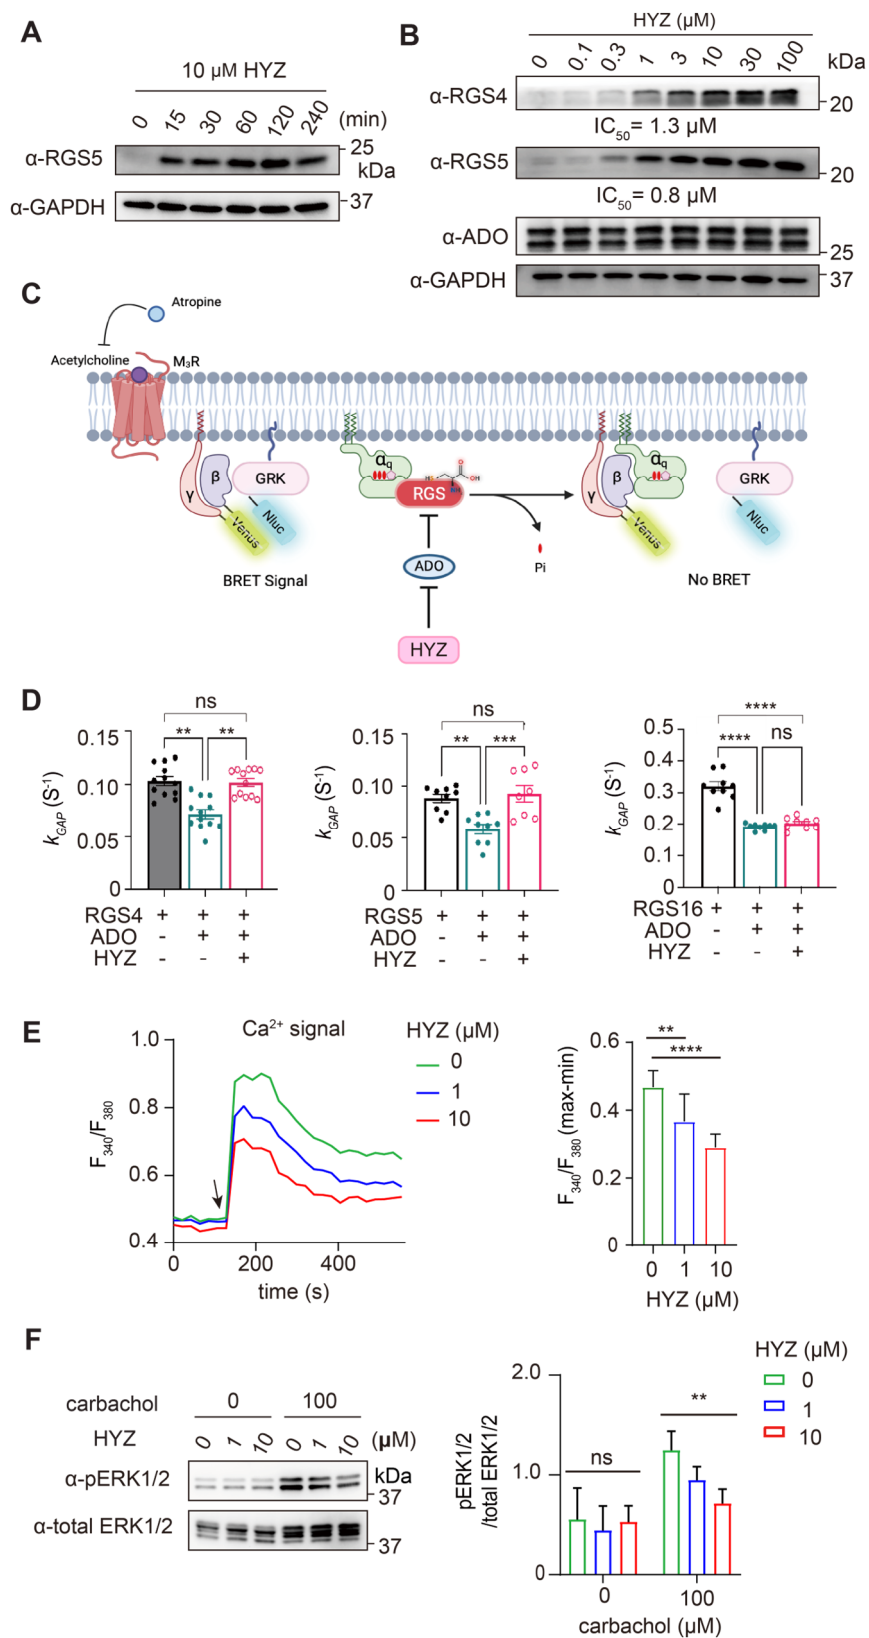 A
10 µM HYZ
0 15 30 60 120 240 (min)
α-RGS5
25
kDa
α-GAPDH
37
B
HYZ (µM)
0 0.1 0.3 1 3 10 30 100 kDa
α-RGS4
20
IC50= 1.3 µM
α-RGS5
20
IC50= 0.8 µM
α-ADO
25
α-GAPDH
37
C
Atropine
Acetylcholine
M3R
γ β GRK
Venus Nluc
BRET Signal
αq
HS O OH
NH
RGS
ADO
HYZ
Pi
γ β αq GRK
Venus Nluc
No BRET
D
ns
** **
0.15
0.10
0.05
0
kGAP (S-1)
RGS4 + + +
ADO - + +
HYZ - - +
ns
** ***
0.15
0.10
0.05
0
kGAP (S-1)
RGS5 + + +
ADO - + +
HYZ - - +
****
**** ns
0.5
0.4
0.3
0.2
0.1
0
kGAP (S-1)
RGS16 + + +
ADO - + +
HYZ - - +
E
Ca2+ signal
HYZ (µM)
0
1
10
1.0
0.8
0.6
0.4
F340/F380
0 200 400
time (s)
**
****
0.6
0.4
0.2
0
F340/F380 (max-min)
0 1 10
HYZ (µM)
F
carbachol 0 100
HYZ 0 1 10 0 1 10 (µM)
α-pERK1/2
kDa
37
α-total ERK1/2
37
HYZ (µM)
0
1
10
2.0
1.0
0
pERK1/2
/total ERK1/2
ns
**
0 100
carbachol (µM)